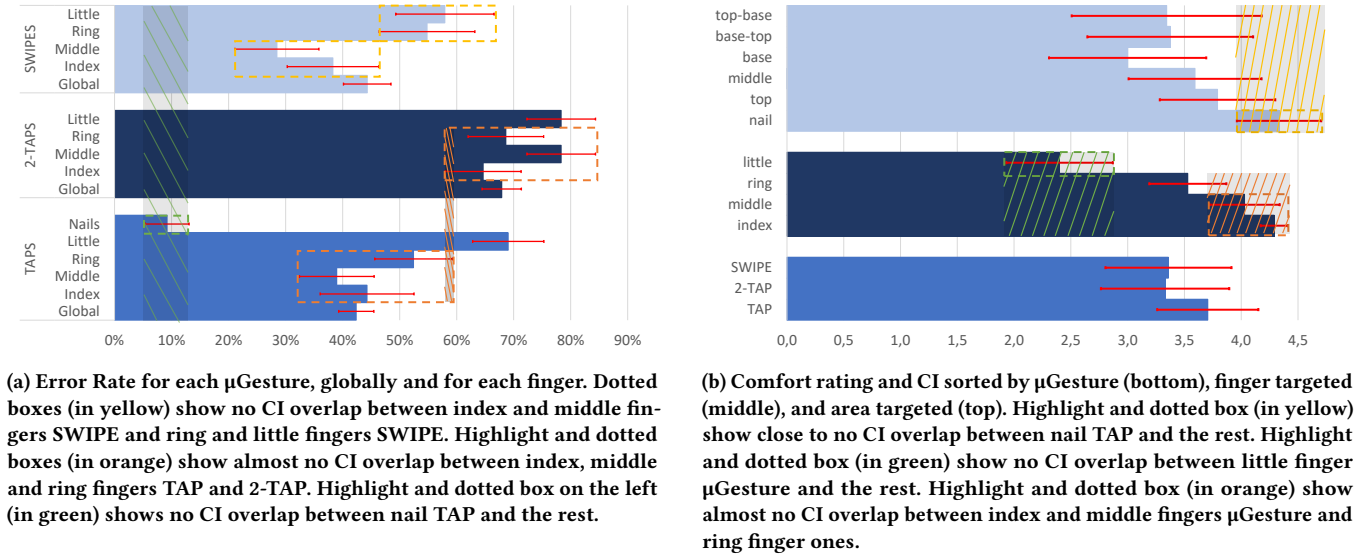 SWIPES
Little
Ring
Middle
Index
Global
2-TAPS
Little
Ring
Middle
Index
Global
TAPS
Nails
Little
Ring
Middle
Index
Global
0% 10% 20% 30% 40% 50% 60% 70% 80% 90%
(a) Error Rate for each µGesture, globally and for each finger. Dotted
boxes (in yellow) show no CI overlap between index and middle fin-
gers SWIPE and ring and little fingers SWIPE. Highlight and dotted
boxes (in orange) show almost no CI overlap between index, middle
and ring fingers TAP and 2-TAP. Highlight and dotted box on the left
(in green) shows no CI overlap between nail TAP and the rest.
top-base
base-top
base
middle
top
nail
little
ring
middle
index
SWIPE
2-TAP
TAP
0,0 0,5 1,0 1,5 2,0 2,5 3,0 3,5 4,0 4,5
(b) Comfort rating and CI sorted by µGesture (bottom), finger targeted
(middle), and area targeted (top). Highlight and dotted box (in yellow)
show close to no CI overlap between nail TAP and the rest. Highlight
and dotted box (in green) show no CI overlap between little finger
µGesture and the rest. Highlight and dotted box (in orange) show
almost no CI overlap between index and middle fingers µGesture and
ring finger ones.